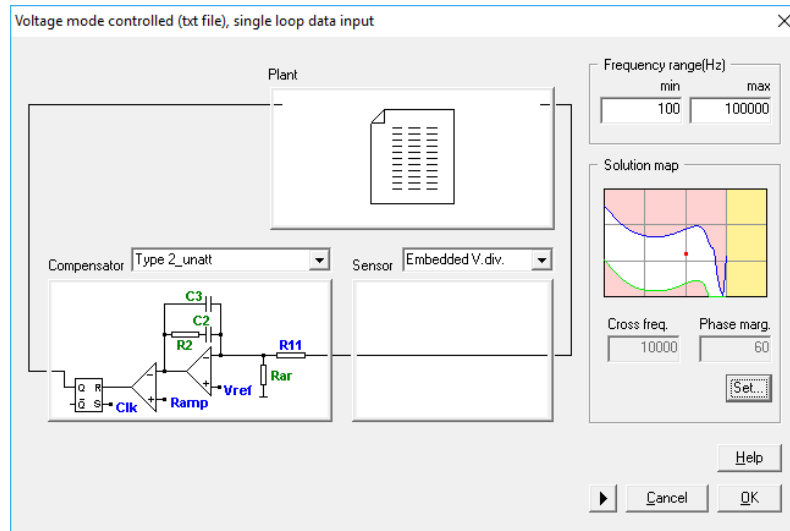 Voltage mode controlled (txt file), single loop data input
Plant
Frequency range(Hz)
min max
100 100000
Solution map
Compensator Type 2_unatt
Sensor Embedded V.div.
C3
C2
R2
R11
Rar
Vref
Ramp
Q R
Q S
Clk
Cross freq. Phase marg.
10000 60
Set...
Help
Cancel OK